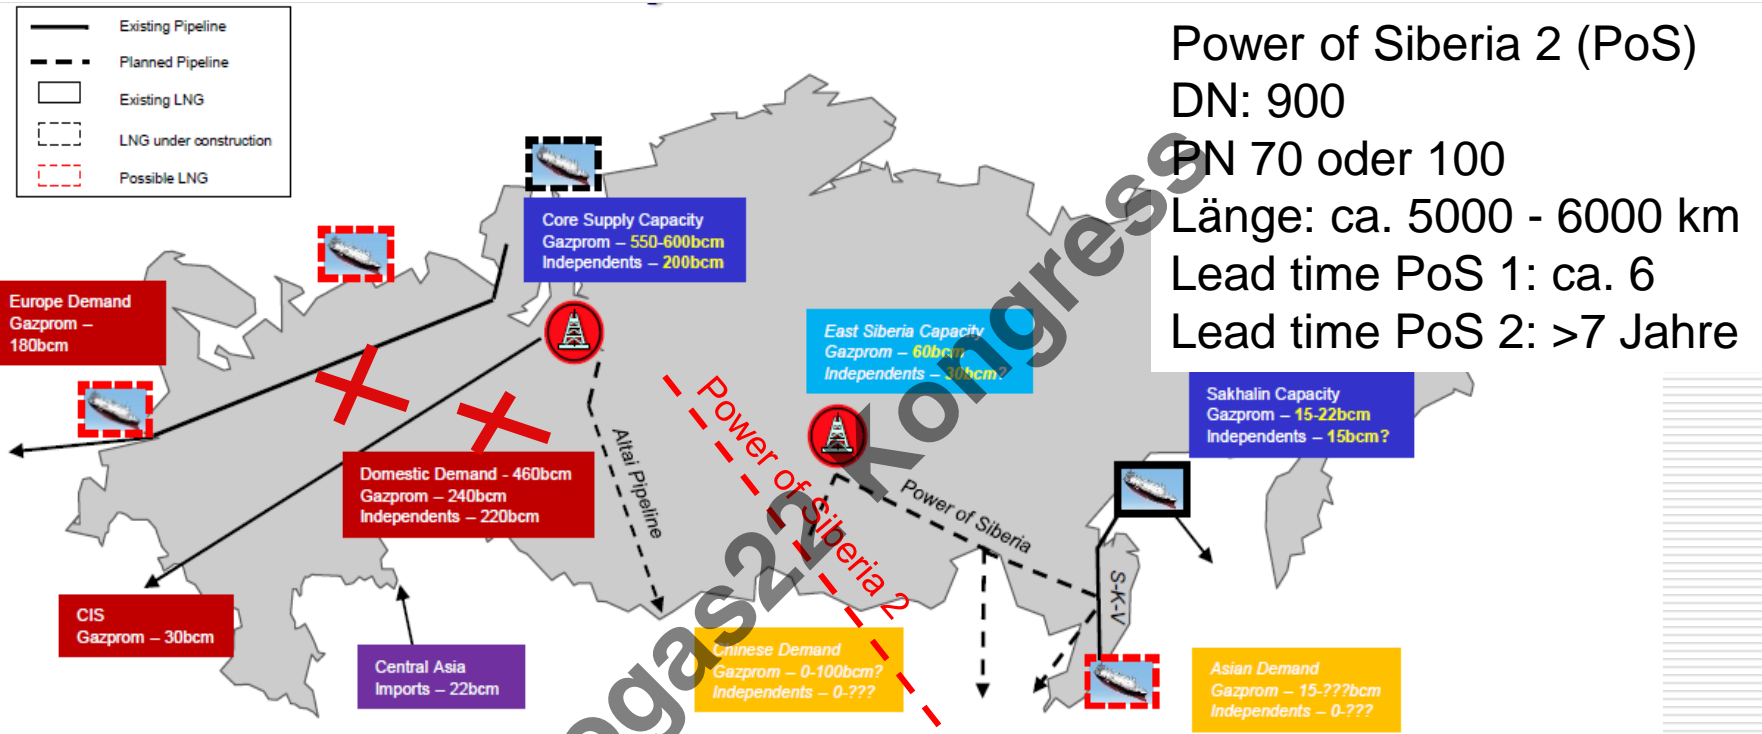 Existing Pipeline
Planned Pipeline
Existing LNG
LNG under construction
Possible LNG
Power of Siberia 2 (PoS)
DN: 900
PN 70 oder 100
Länge: ca. 5000 - 6000 km
Lead time PoS 1: ca. 6
Lead time PoS 2: >7 Jahre
Core Supply Capacity
Gazprom – 550-600bcm
Independents – 200bcm
Europe Demand
Gazprom –
180bcm
East Siberia Capacity
Gazprom – 60bcm
Independents – 30bcm?
Sakhalin Capacity
Gazprom – 15-22bcm
Independents – 15bcm?
Domestic Demand - 460bcm
Gazprom – 240bcm
Independents – 220bcm
Altai Pipeline
Power of Siberia 2
Power of Siberia
S-K-V
CIS
Gazprom – 30bcm
Central Asia
Imports – 22bcm
Chinese Demand
Gazprom – 0-100bcm?
Independents – 0-???
Asian Demand
Gazprom – 15-???bcm
Independents – 0-???
ogas22 Kongress